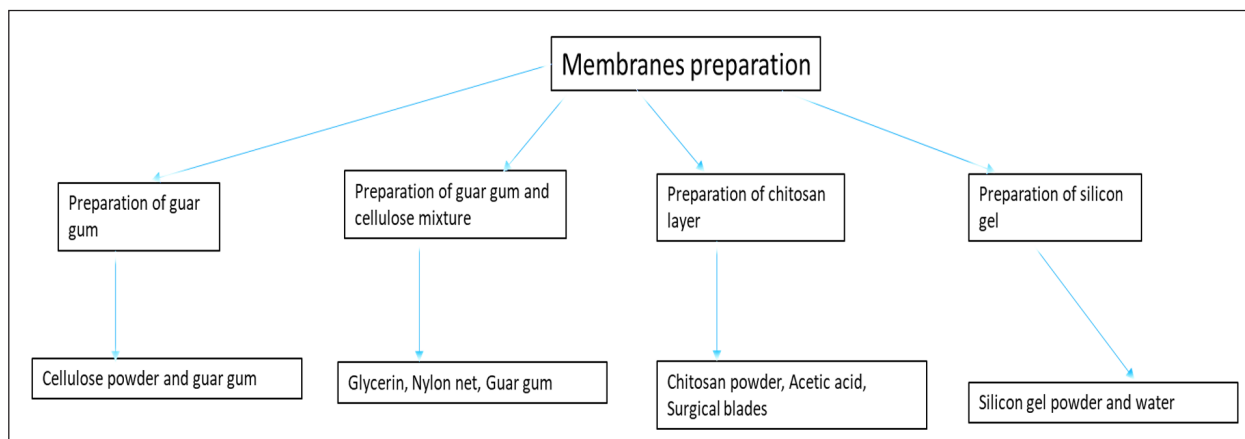 Membranes preparation
Preparation of guar
gum
Preparation of guar gum and
cellulose mixture
Preparation of chitosan
layer
Preparation of silicon
gel
Cellulose powder and guar gum
Glycerin, Nylon net, Guar gum
Chitosan powder, Acetic acid,
Surgical blades
Silicon gel powder and water